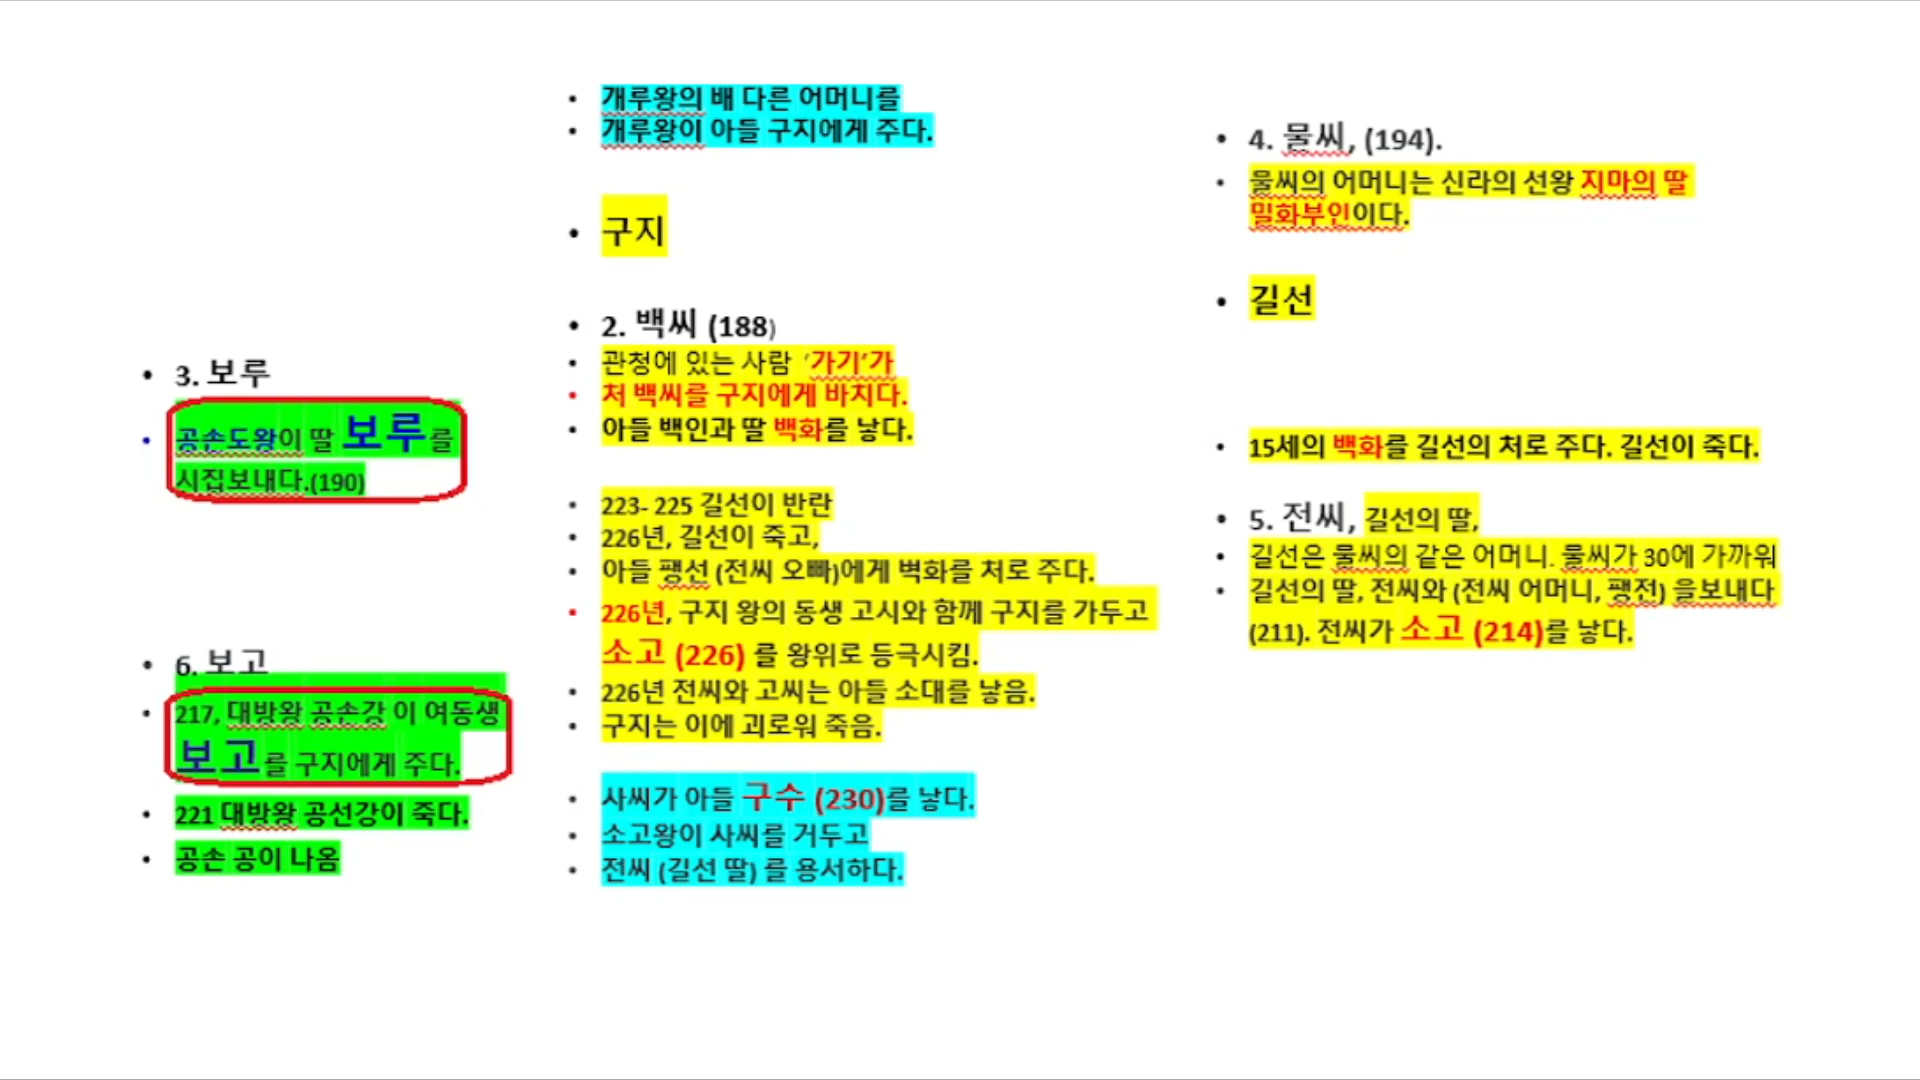 3. 보루
공손도왕이 딸 보루를
시집보내다.(190)
6. 보고
217, 대방왕 공손강 이 여동생
보고를 구지에게 주다.
221 대방왕 공선강이 죽다.
공손 공이 나옴
개루왕의 배 다른 어머니를
개루왕이 아들 구지에게 주다.
구지
2. 백씨 (188)
관청에 있는 사람 ‘가기’가
처 백씨를 구지에게 바치다.
아들 백인과 딸 백화를 낳다.
223- 225 길선이 반란
226년, 길선이 죽고,
아들 팽선 (전씨 오빠)에게 벽화를 처로 주다.
226년, 구지 왕의 동생 고시와 함께 구지를 가두고
소고 (226) 를 왕위로 등극시킴.
226년 전씨와 고씨는 아들 소대를 낳음.
구지는 이에 괴로워 죽음.
사씨가 아들 구수 (230)를 낳다.
소고왕이 사씨를 거두고
전씨 (길선 딸) 를 용서하다.
4. 물씨, (194).
물씨의 어머니는 신라의 선왕 지마의 딸
밀화부인이다.
길선
15세의 백화를 길선의 처로 주다. 길선이 죽다.
5. 전씨, 길선의 딸,
길선은 물씨의 같은 어머니. 물씨가 30에 가까워
길선의 딸, 전씨와 (전씨 어머니, 팽전) 을보내다
(211). 전씨가 소고 (214)를 낳다.